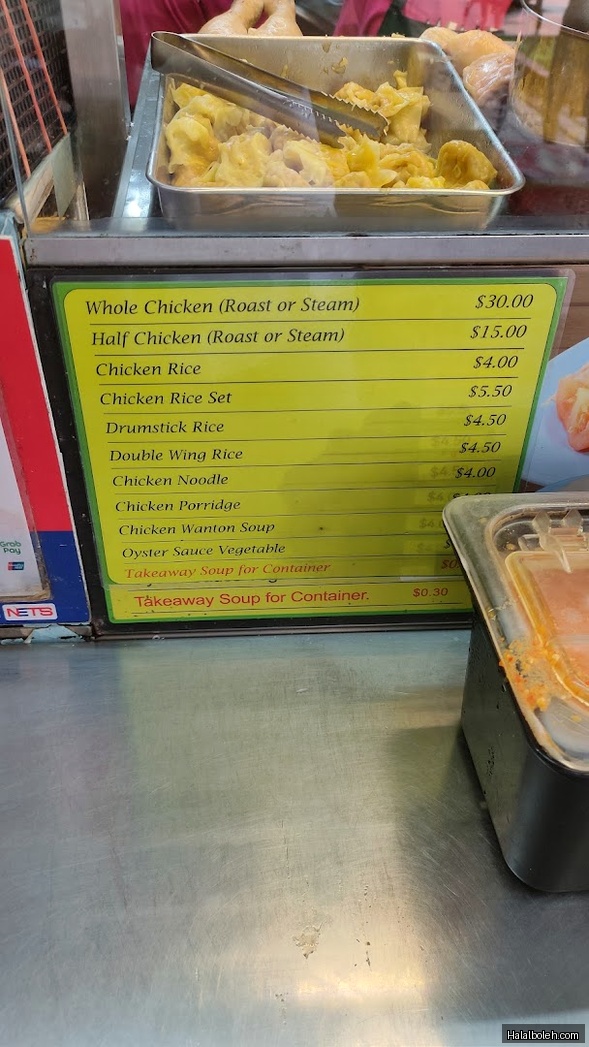 Whole Chicken (Roast or Steam) $30.00
Half Chicken (Roast or Steam) $15.00
Chicken Rice $4.00
Chicken Rice Set $5.50
Drumstick Rice $4.50
Double Wing Rice $4.50
Chicken Noodle $4.00
Chicken Porridge
Chicken Wanton Soup
Oyster Sauce Vegetable
Takeaway Soup for Container
Takeaway Soup for Container. $0.30
Grab
Pay
NETS
Halalboleh.com